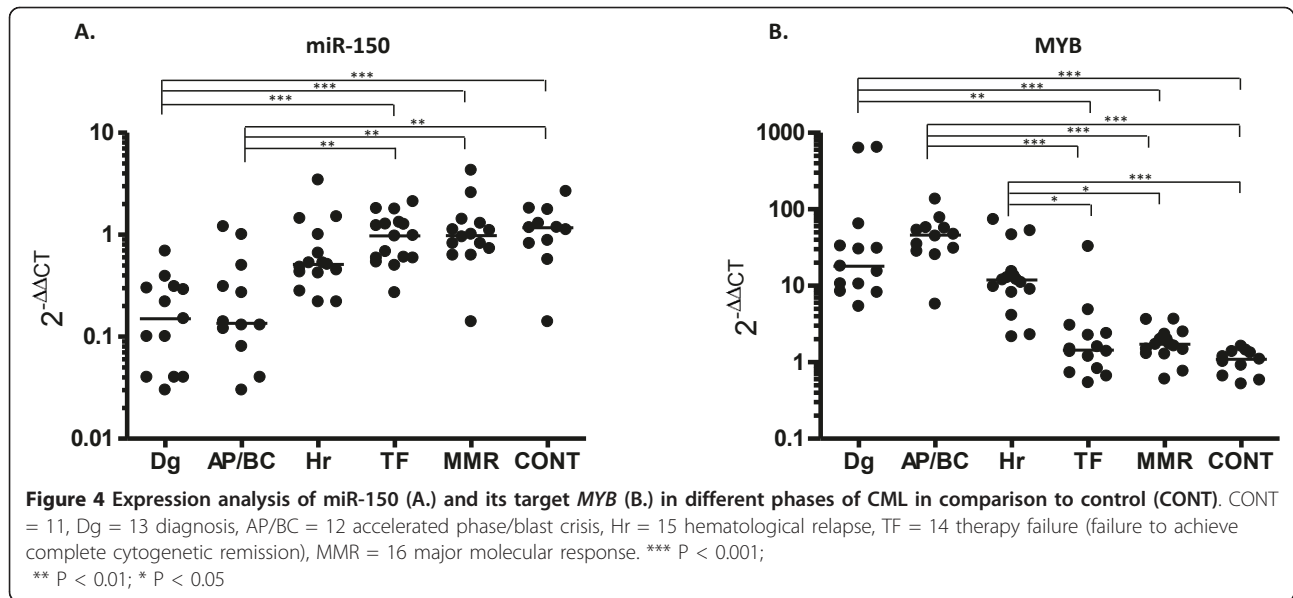 A.
miR-150
***
***
***
**
**
**
10
1
0.1
0.01
2-ΔΔCT
Dg AP/BC Hr TF MMR CONT
B.
MYB
***
***
**
***
***
***
***
*
*
1000
100
10
1
0.1
2-ΔΔCT
Dg AP/BC Hr TF MMR CONT
Figure 4 Expression analysis of miR-150 (A.) and its target MYB (B.) in different phases of CML in comparison to control (CONT). CONT
= 11, Dg = 13 diagnosis, AP/BC = 12 accelerated phase/blast crisis, Hr = 15 hematological relapse, TF = 14 therapy failure (failure to achieve
complete cytogenetic remission), MMR = 16 major molecular response. *** P < 0.001;
** P < 0.01; * P < 0.05